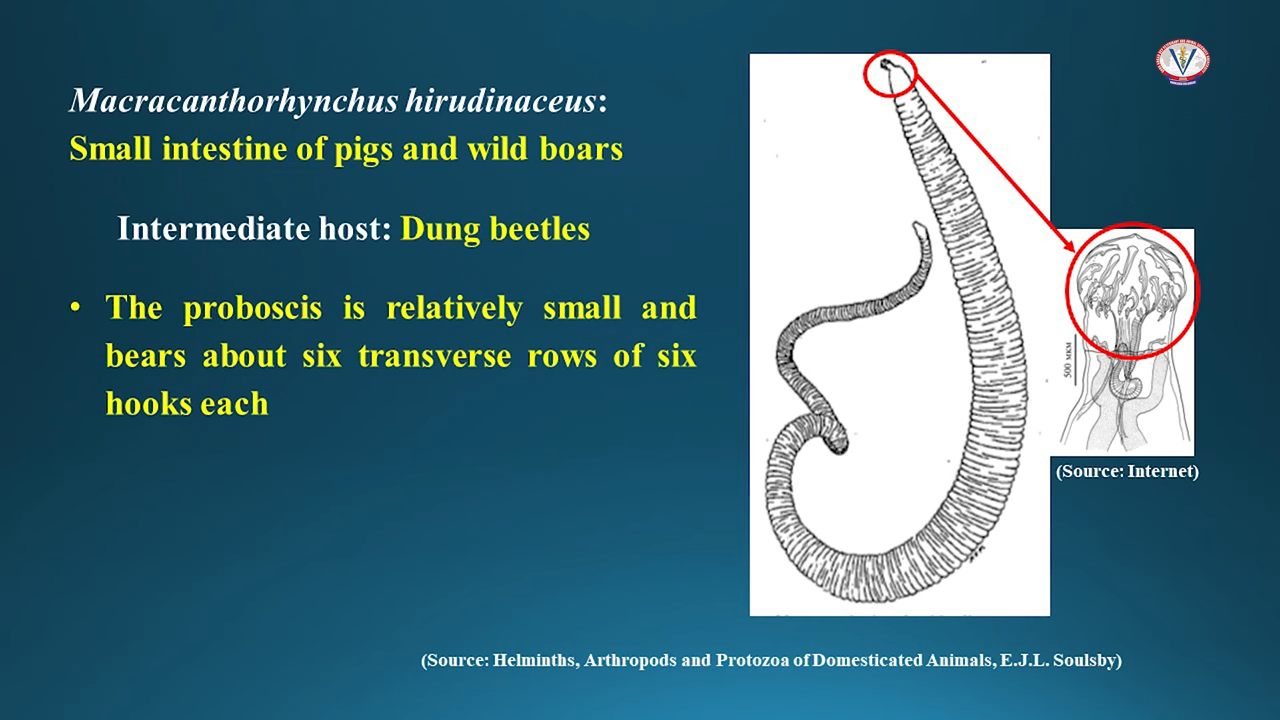 Macracanthorhynchus hirudinaceus:
Small intestine of pigs and wild boars
Intermediate host: Dung beetles
• The proboscis is relatively small and
bears about six transverse rows of six
hooks each
500 мкм
(Source: Internet)
(Source: Helminths, Arthropods and Protozoa of Domesticated Animals, E.J.L. Soulsby)